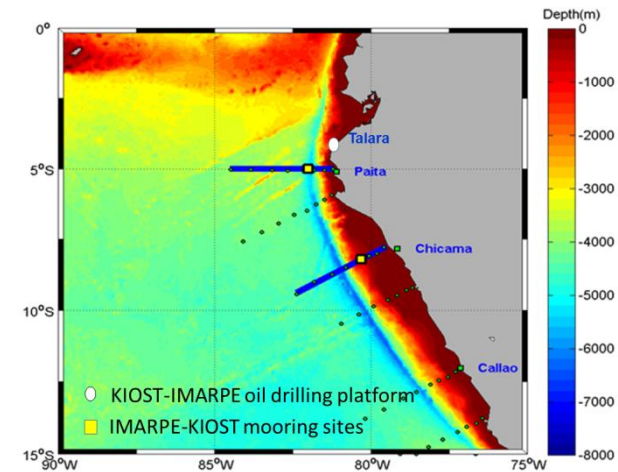 Depth(m)
0°
5°S
10°S
15°S
90°W
85°W
80°W
75°W
Talara
Paita
Chicama
Callao
KIOST-IMARPE oil drilling platform
IMARPE-KIOST mooring sites
0
-1000
-2000
-3000
-4000
-5000
-6000
-7000
-8000